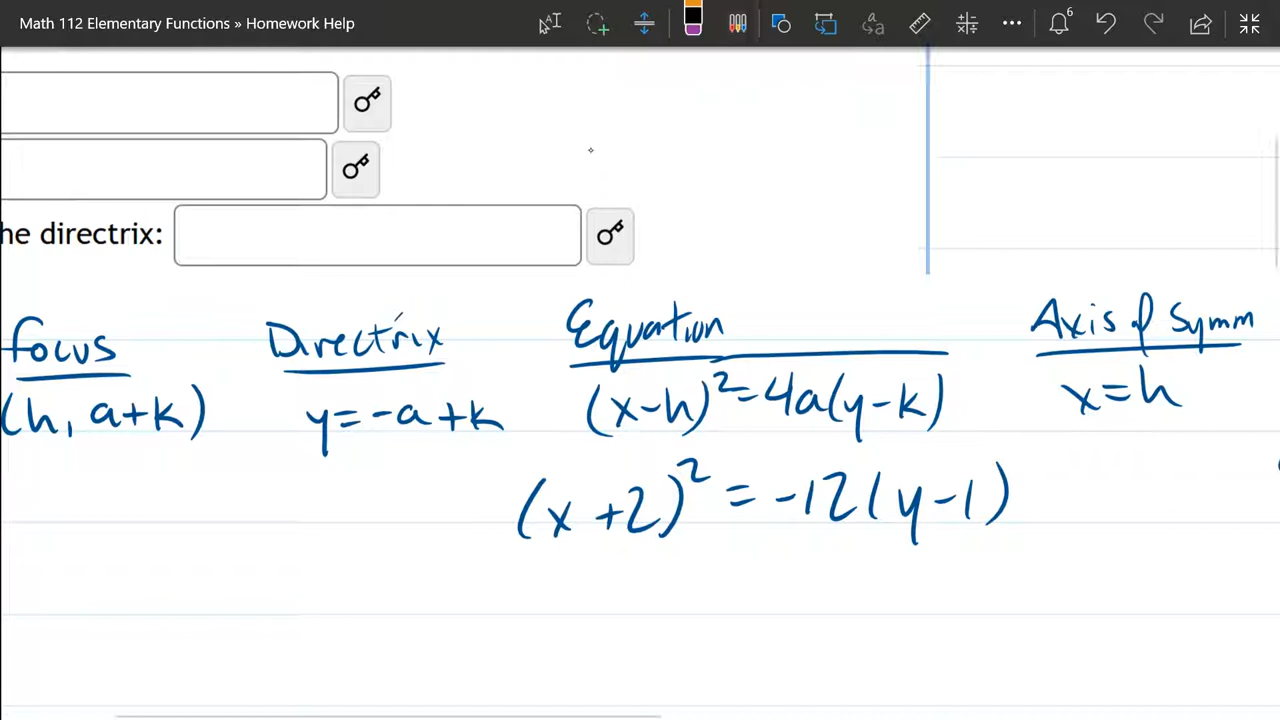 Math 112 Elementary Functions » Homework Help
6
he directrix:
focus Directrix Equation Axis of Symm
(h, a+k) y=-a+k (x-h)²=4a(y-k) x=h
(x+2)² = -12(y-1)